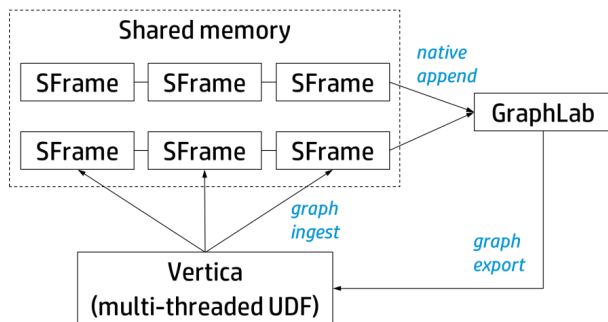 Shared memory
native
append
SFrame SFrame SFrame
GraphLab
SFrame SFrame SFrame
graph
ingest
graph
export
Vertica
(multi-threaded UDF)